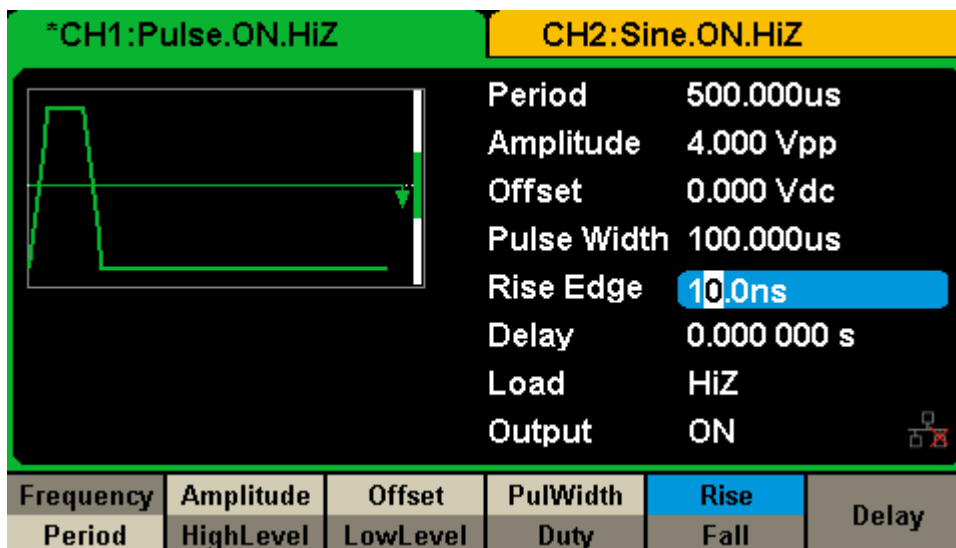 *CH1:Pulse.ON.HiZ
CH2:Sine.ON.HiZ
Period 500.000us
Amplitude 4.000 Vpp
Offset 0.000 Vdc
Pulse Width 100.000us
Rise Edge 10.0ns
Delay 0.000 000 s
Load HiZ
Output ON
Frequency Amplitude Offset PulWidth Rise Delay
Period HighLevel LowLevel Duty Fall